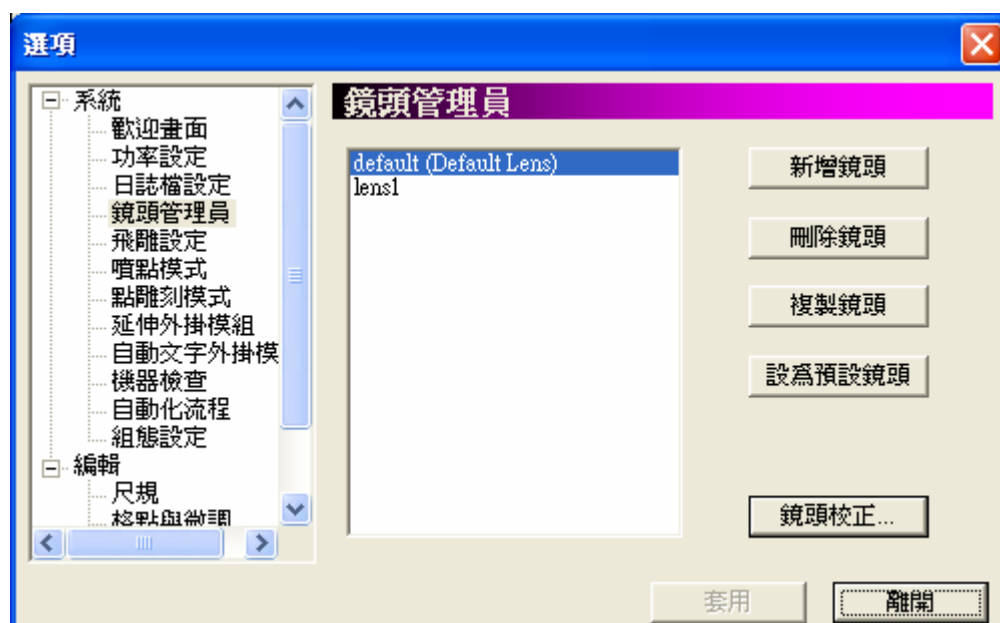 選項
系統
歡迎畫面
功率設定
日誌檔設定
鏡頭管理員
飛雕設定
噴點模式
點雕刻模式
延伸外掛模組
自動文字外掛模
機器檢查
自動化流程
組態設定
編輯
尺規
格點與微調
鏡頭管理員
default (Default Lens)
lens1
新增鏡頭
刪除鏡頭
複製鏡頭
設為預設鏡頭
鏡頭校正...
套用
離開